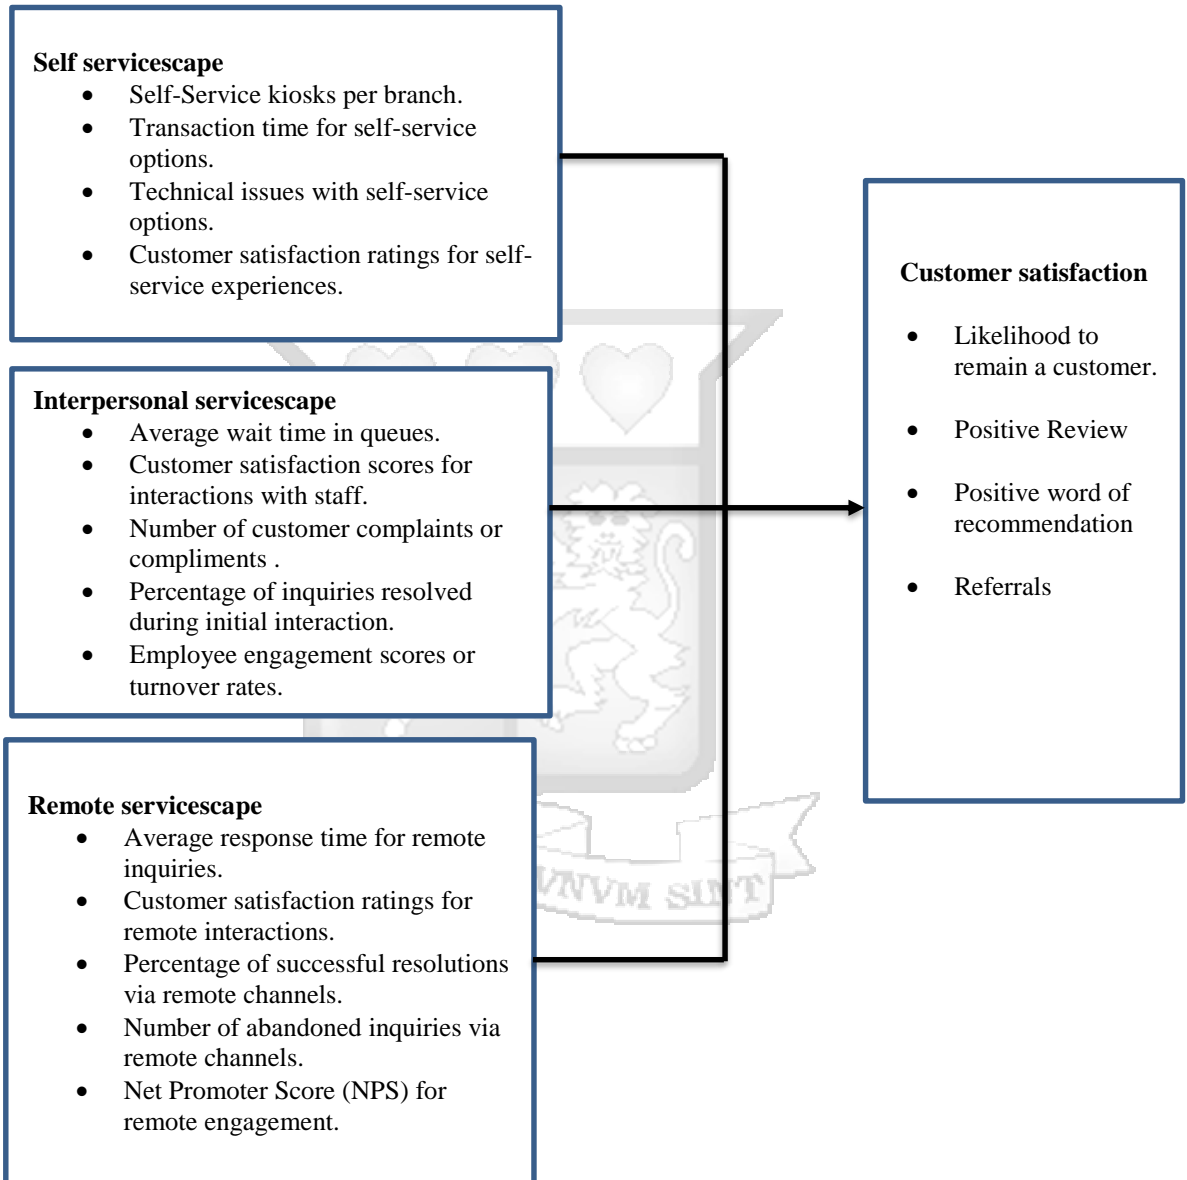 Self servicescape
• Self-Service kiosks per branch.
• Transaction time for self-service
options.
• Technical issues with self-service
options.
• Customer satisfaction ratings for self-
service experiences.
Interpersonal servicescape
• Average wait time in queues.
• Customer satisfaction scores for
interactions with staff.
• Number of customer complaints or
compliments .
• Percentage of inquiries resolved
during initial interaction.
• Employee engagement scores or
turnover rates.
Remote servicescape
• Average response time for remote
inquiries.
• Customer satisfaction ratings for
remote interactions.
• Percentage of successful resolutions
via remote channels.
• Number of abandoned inquiries via
remote channels.
• Net Promoter Score (NPS) for
remote engagement.
Customer satisfaction
• Likelihood to
remain a customer.
• Positive Review
• Positive word of
recommendation
• Referrals
VNVM SINT